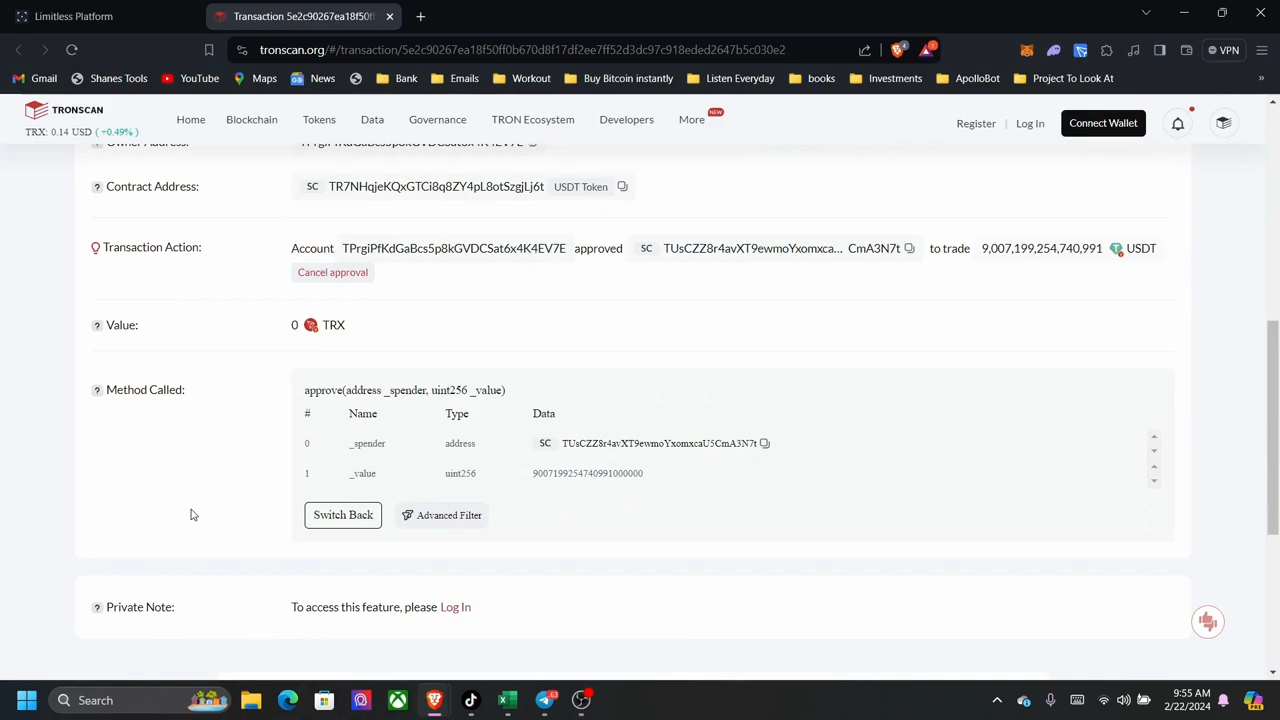 Limitless Platform
Transaction 5e2c90267ea18f50ff
tronscan.org/#/transaction/5e2c90267ea18f50ff0b670d8f17df2ee7ff52d3dc97c918eded2647b5c030e2
4
1
VPN
Gmail
Shanes Tools
YouTube
Maps
News
Bank
Emails
Workout
Buy Bitcoin instantly
Listen Everyday
books
Investments
ApolloBot
Project To Look At
»
TRONSCAN
TRX: 0.14 USD ( +0.49% )
Home
Blockchain
Tokens
Data
Governance
TRON Ecosystem
Developers
More
NEW
Register
Log In
Connect Wallet
Owner Address:
? Contract Address:
SC TR7NHqjeKQxGTCi8q8ZY4pL8otSzgjLj6t USDT Token
Transaction Action:
Account TPrgiPfKdGaBcs5p8kGVDCSat6x4K4EV7E approved SC TUsCZZ8r4avXT9ewmoYxomxca... CmA3N7t to trade 9,007,199,254,740,991 USDT
Cancel approval
? Value:
0 TRX
? Method Called:
approve(address _spender, uint256 _value)
# Name Type Data
0 _spender address SC TUsCZZ8r4avXT9ewmoYxomxcaU5CmA3N7t
1 _value uint256 9007199254740991000000
Switch Back
Advanced Filter
? Private Note:
To access this feature, please Log In
Search
63
9:55 AM
2/22/2024